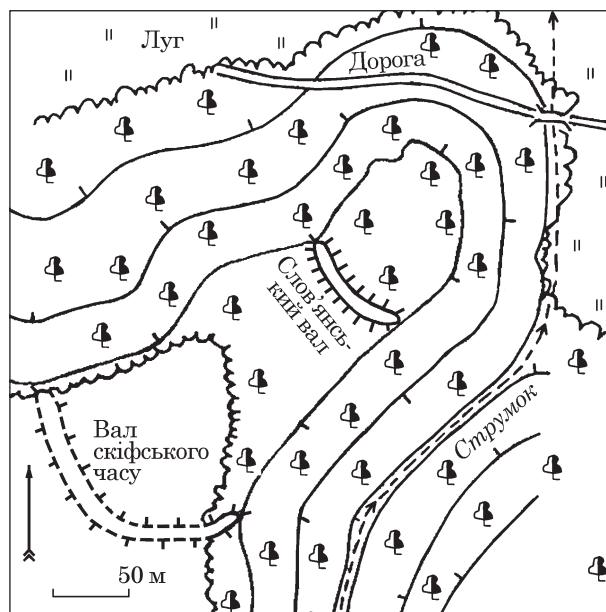 Луг
Дорога
Слов’янсь-
кий вал
Струмок
Вал
скіфського
часу
50 м